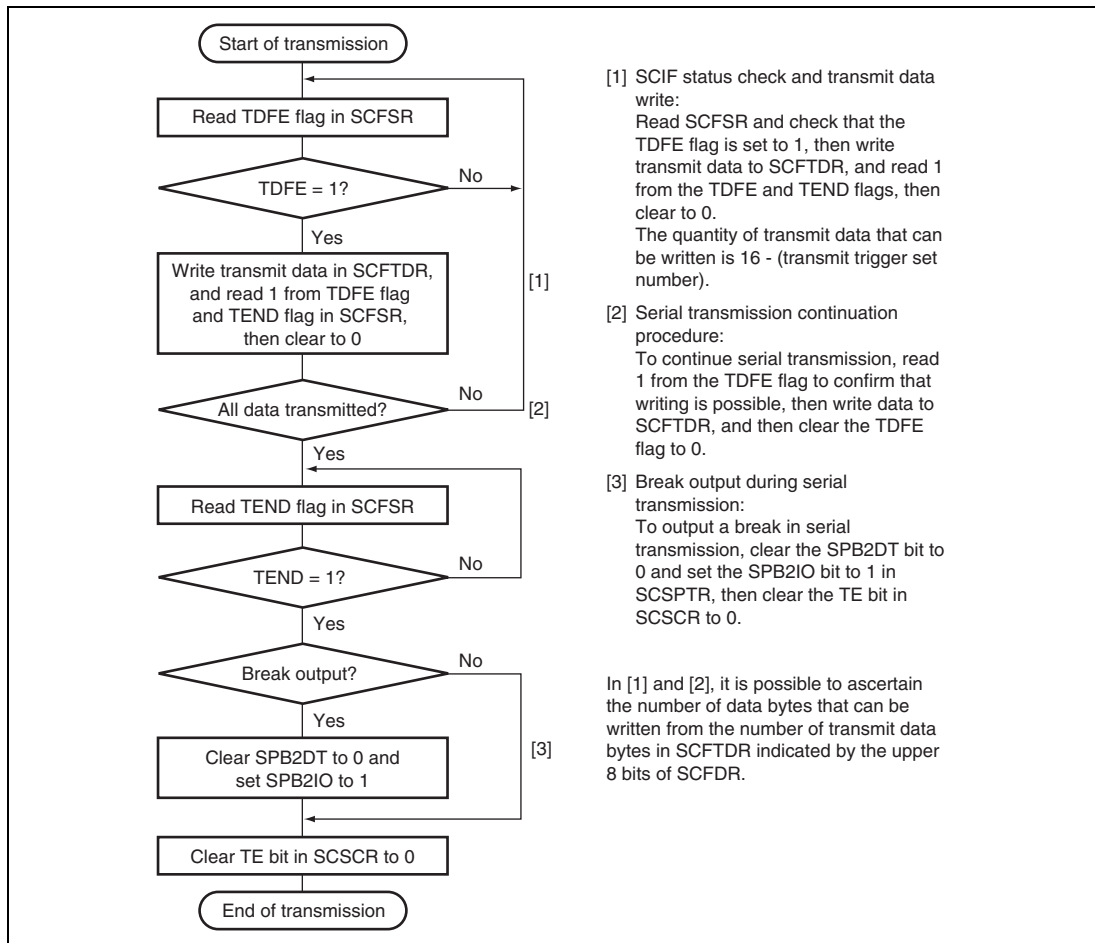 Start of transmission
Read TDFE flag in SCFSR
TDFE = 1?
No
Yes
Write transmit data in SCFTDR,
and read 1 from TDFE flag
and TEND flag in SCFSR,
then clear to 0
[1]
All data transmitted?
No
[2]
Yes
Read TEND flag in SCFSR
TEND = 1?
No
Yes
Break output?
No
Yes
Clear SPB2DT to 0 and
set SPB2IO to 1
[3]
Clear TE bit in SCSCR to 0
End of transmission
[1] SCIF status check and transmit data
write:
Read SCFSR and check that the
TDFE flag is set to 1, then write
transmit data to SCFTDR, and read 1
from the TDFE and TEND flags, then
clear to 0.
The quantity of transmit data that can
be written is 16 - (transmit trigger set
number).
[2] Serial transmission continuation
procedure:
To continue serial transmission, read
1 from the TDFE flag to confirm that
writing is possible, then write data to
SCFTDR, and then clear the TDFE
flag to 0.
[3] Break output during serial
transmission:
To output a break in serial
transmission, clear the SPB2DT bit to
0 and set the SPB2IO bit to 1 in
SCSPTR, then clear the TE bit in
SCSCR to 0.
In [1] and [2], it is possible to ascertain
the number of data bytes that can be
written from the number of transmit data
bytes in SCFTDR indicated by the upper
8 bits of SCFDR.